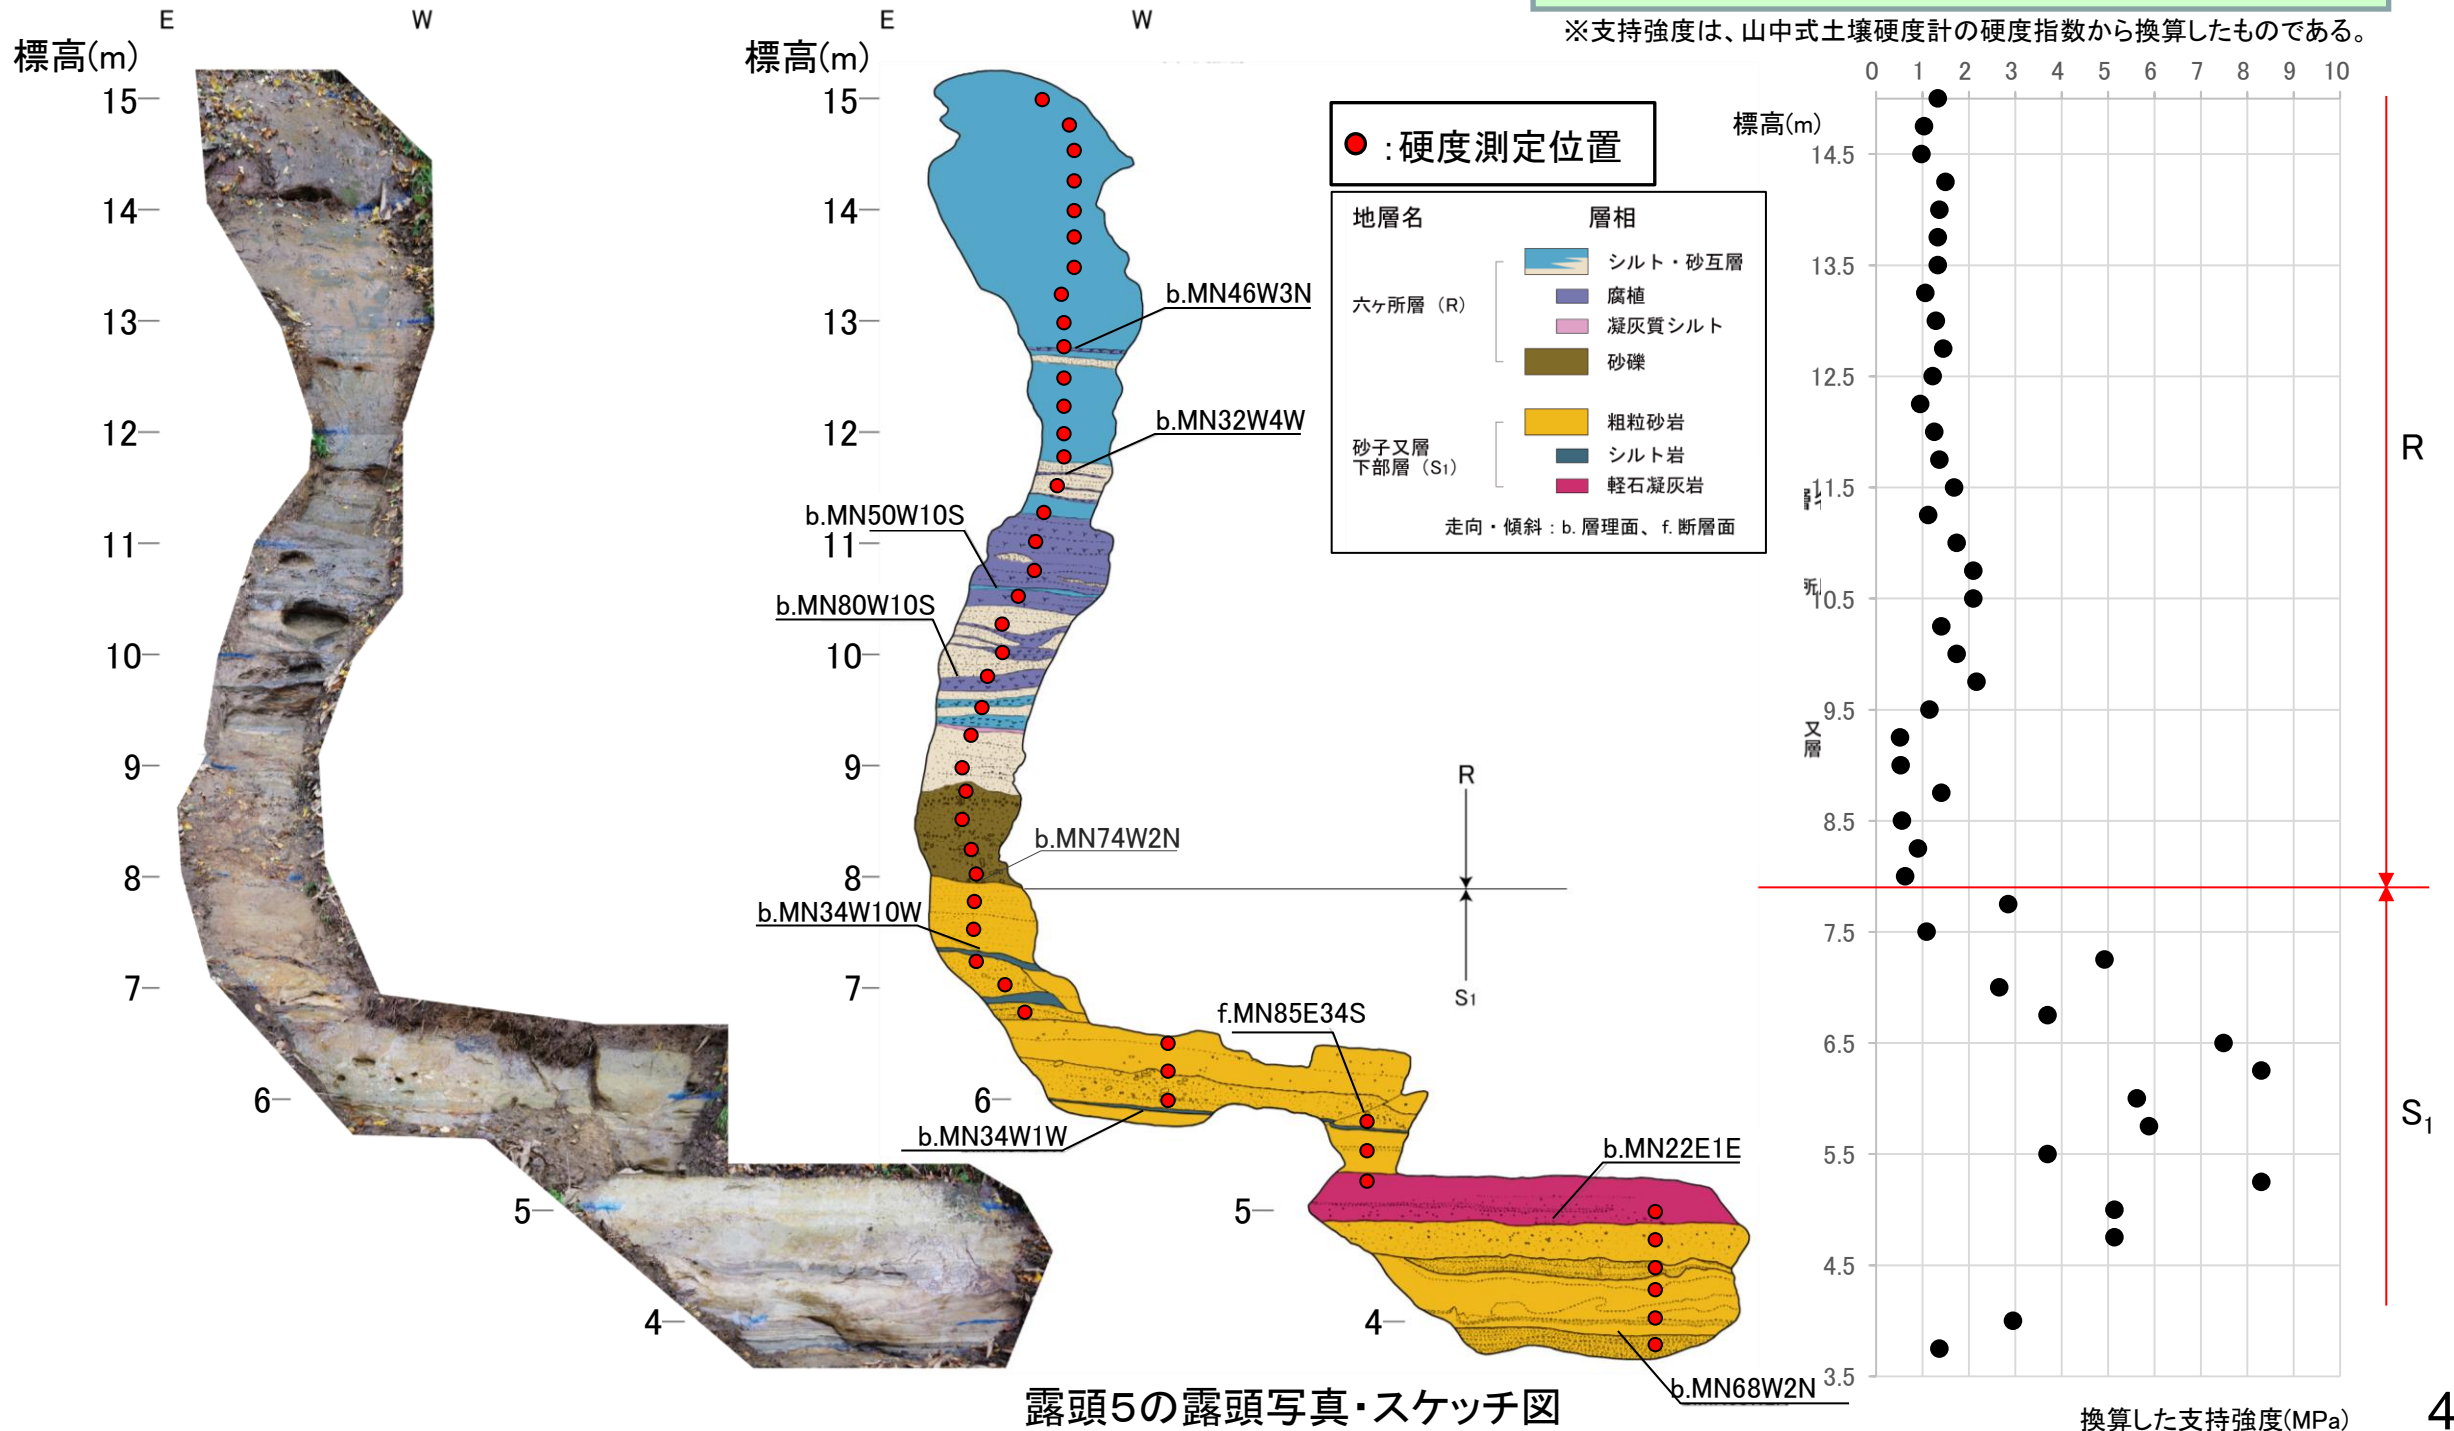 ※支持強度は、山中式土壌硬度計の硬度指数から換算したものである。
E
W
標高(m)
15
14
13
12
11
10
9
8
7
6
5
4
E
W
標高(m)
15
14
13
12
11
10
9
8
7
6
5
4
b.MN46W3N
b.MN32W4W
b.MN50W10S
b.MN80W10S
b.MN74W2N
b.MN34W10W
f.MN85E34S
b.MN34W1W
b.MN22E1E
b.MN68W2N
R
S1
:硬度測定位置
地層名 層相
六ヶ所層（R）
シルト・砂互層
腐植
凝灰質シルト
砂礫
砂子又層
下部層（S1）
粗粒砂岩
シルト岩
軽石凝灰岩
走向・傾斜：b. 層理面、f. 断層面
0 1 2 3 4 5 6 7 8 9 10
標高(m)
14.5
13.5
12.5
11.5
10.5
9.5
又
層
8.5
7.5
6.5
5.5
4.5
3.5
R
S1
換算した支持強度(MPa)
露頭5の露頭写真・スケッチ図
4